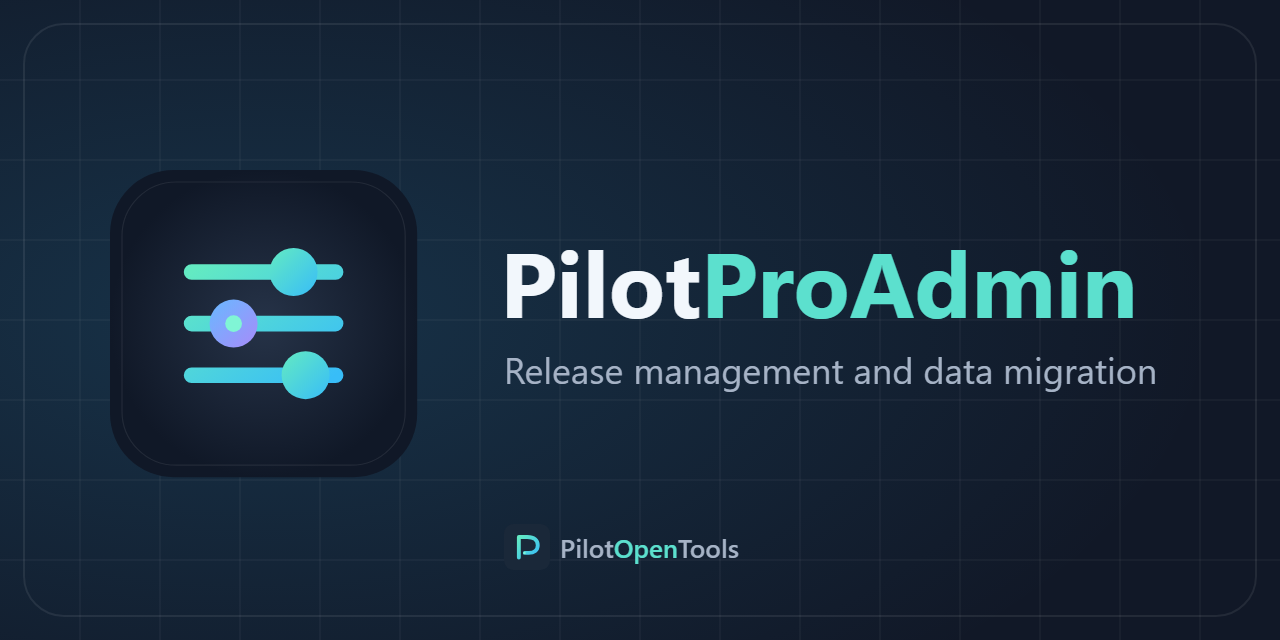 PilotProAdmin
Release management and data migration
PilotOpenTools